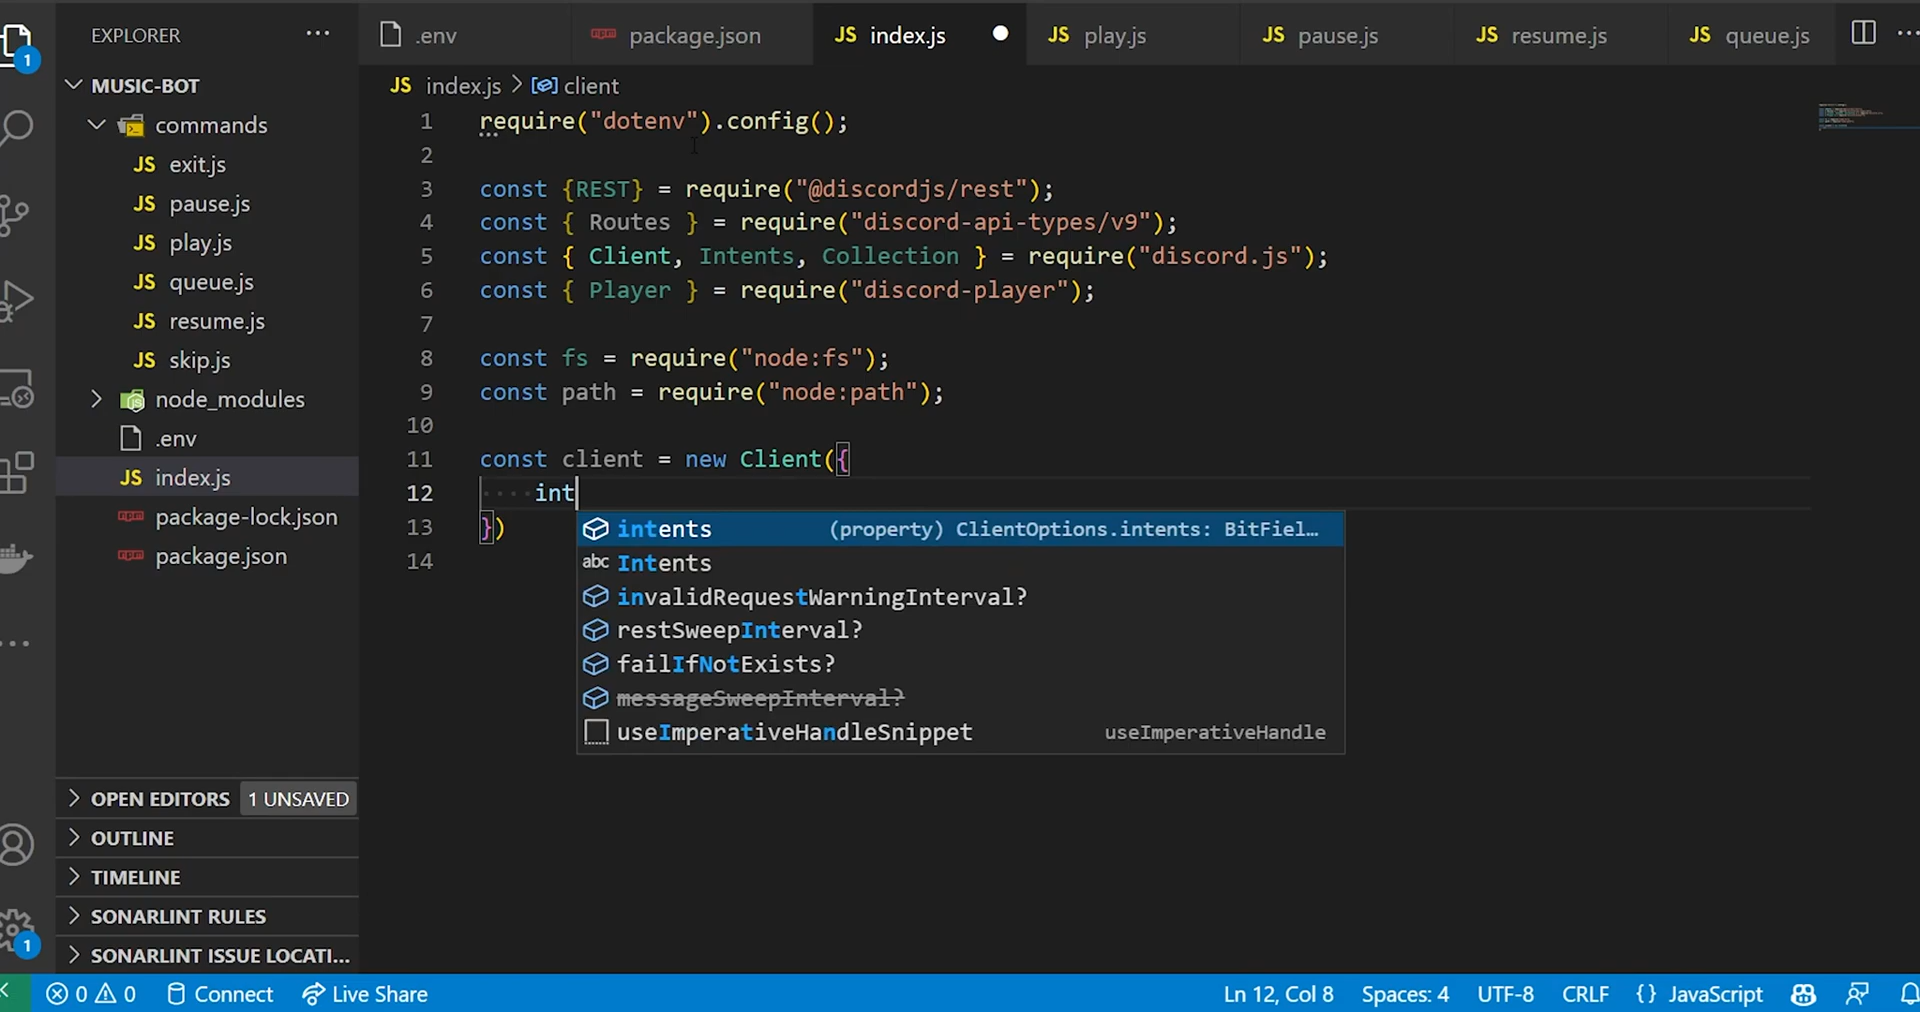 EXPLORER
1
MUSIC-BOT
commands
JS exit.js
JS pause.js
JS play.js
JS queue.js
JS resume.js
JS skip.js
node_modules
.env
JS index.js
package-lock.json
package.json
OPEN EDITORS 1 UNSAVED
OUTLINE
TIMELINE
SONARLINT RULES
SONARLINT ISSUE LOCATI...
1
.env
npm package.json
JS index.js
JS play.js
JS pause.js
JS resume.js
JS queue.js
JS index.js > client
1 require("dotenv").config();
2
3 const {REST} = require("@discordjs/rest");
4 const { Routes } = require("discord-api-types/v9");
5 const { Client, Intents, Collection } = require("discord.js");
6 const { Player } = require("discord-player");
7
8 const fs = require("node:fs");
9 const path = require("node:path");
10
11 const client = new Client({
12 int
13 })
14
intents (property) ClientOptions.intents: BitFiel...
abc Intents
invalidRequestWarningInterval?
restSweepInterval?
failIfNotExists?
messageSweepInterval?
useImperativeHandleSnippet useImperativeHandle
0 0 Connect Live Share Ln 12, Col 8 Spaces: 4 UTF-8 CRLF {} JavaScript